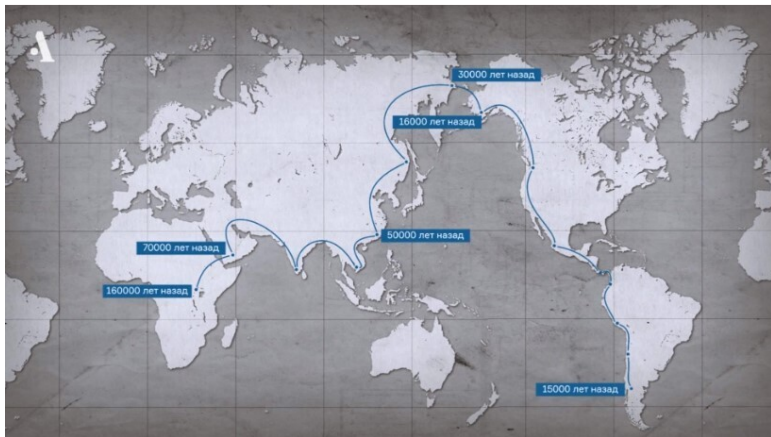 30000 лет назад
16000 лет назад
50000 лет назад
70000 лет назад
160000 лет назад
15000 лет назад